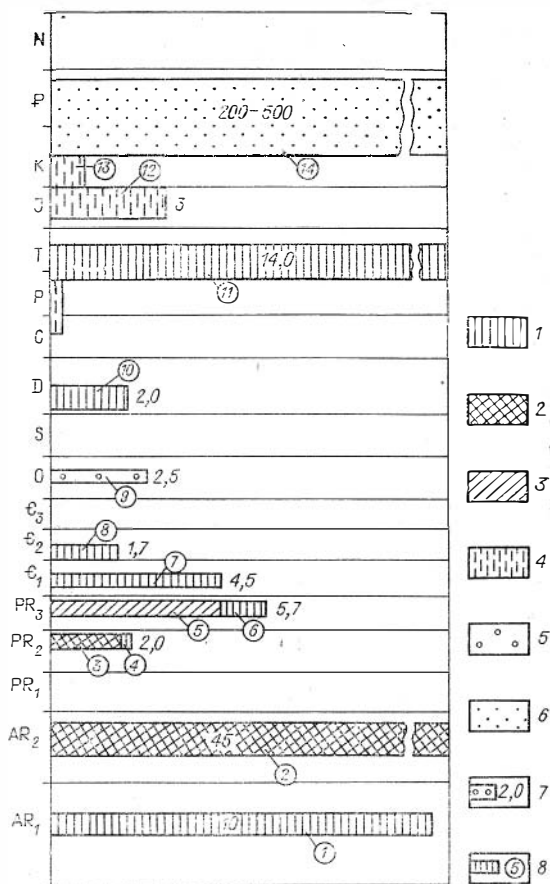 N
₽ 200-500
14
K 13
J 12 3
T 14,0
11
P
C
D 10 2,0
S
O 9 2,5
Є3
Є2 8 1,7
Є1 7 4,5
PR3 5 6 5,7
PR2 3 4 2,0
PR1
AR2 45
2
AR1 10
1
1
2
3
4
5
6
2,0 7
5 8